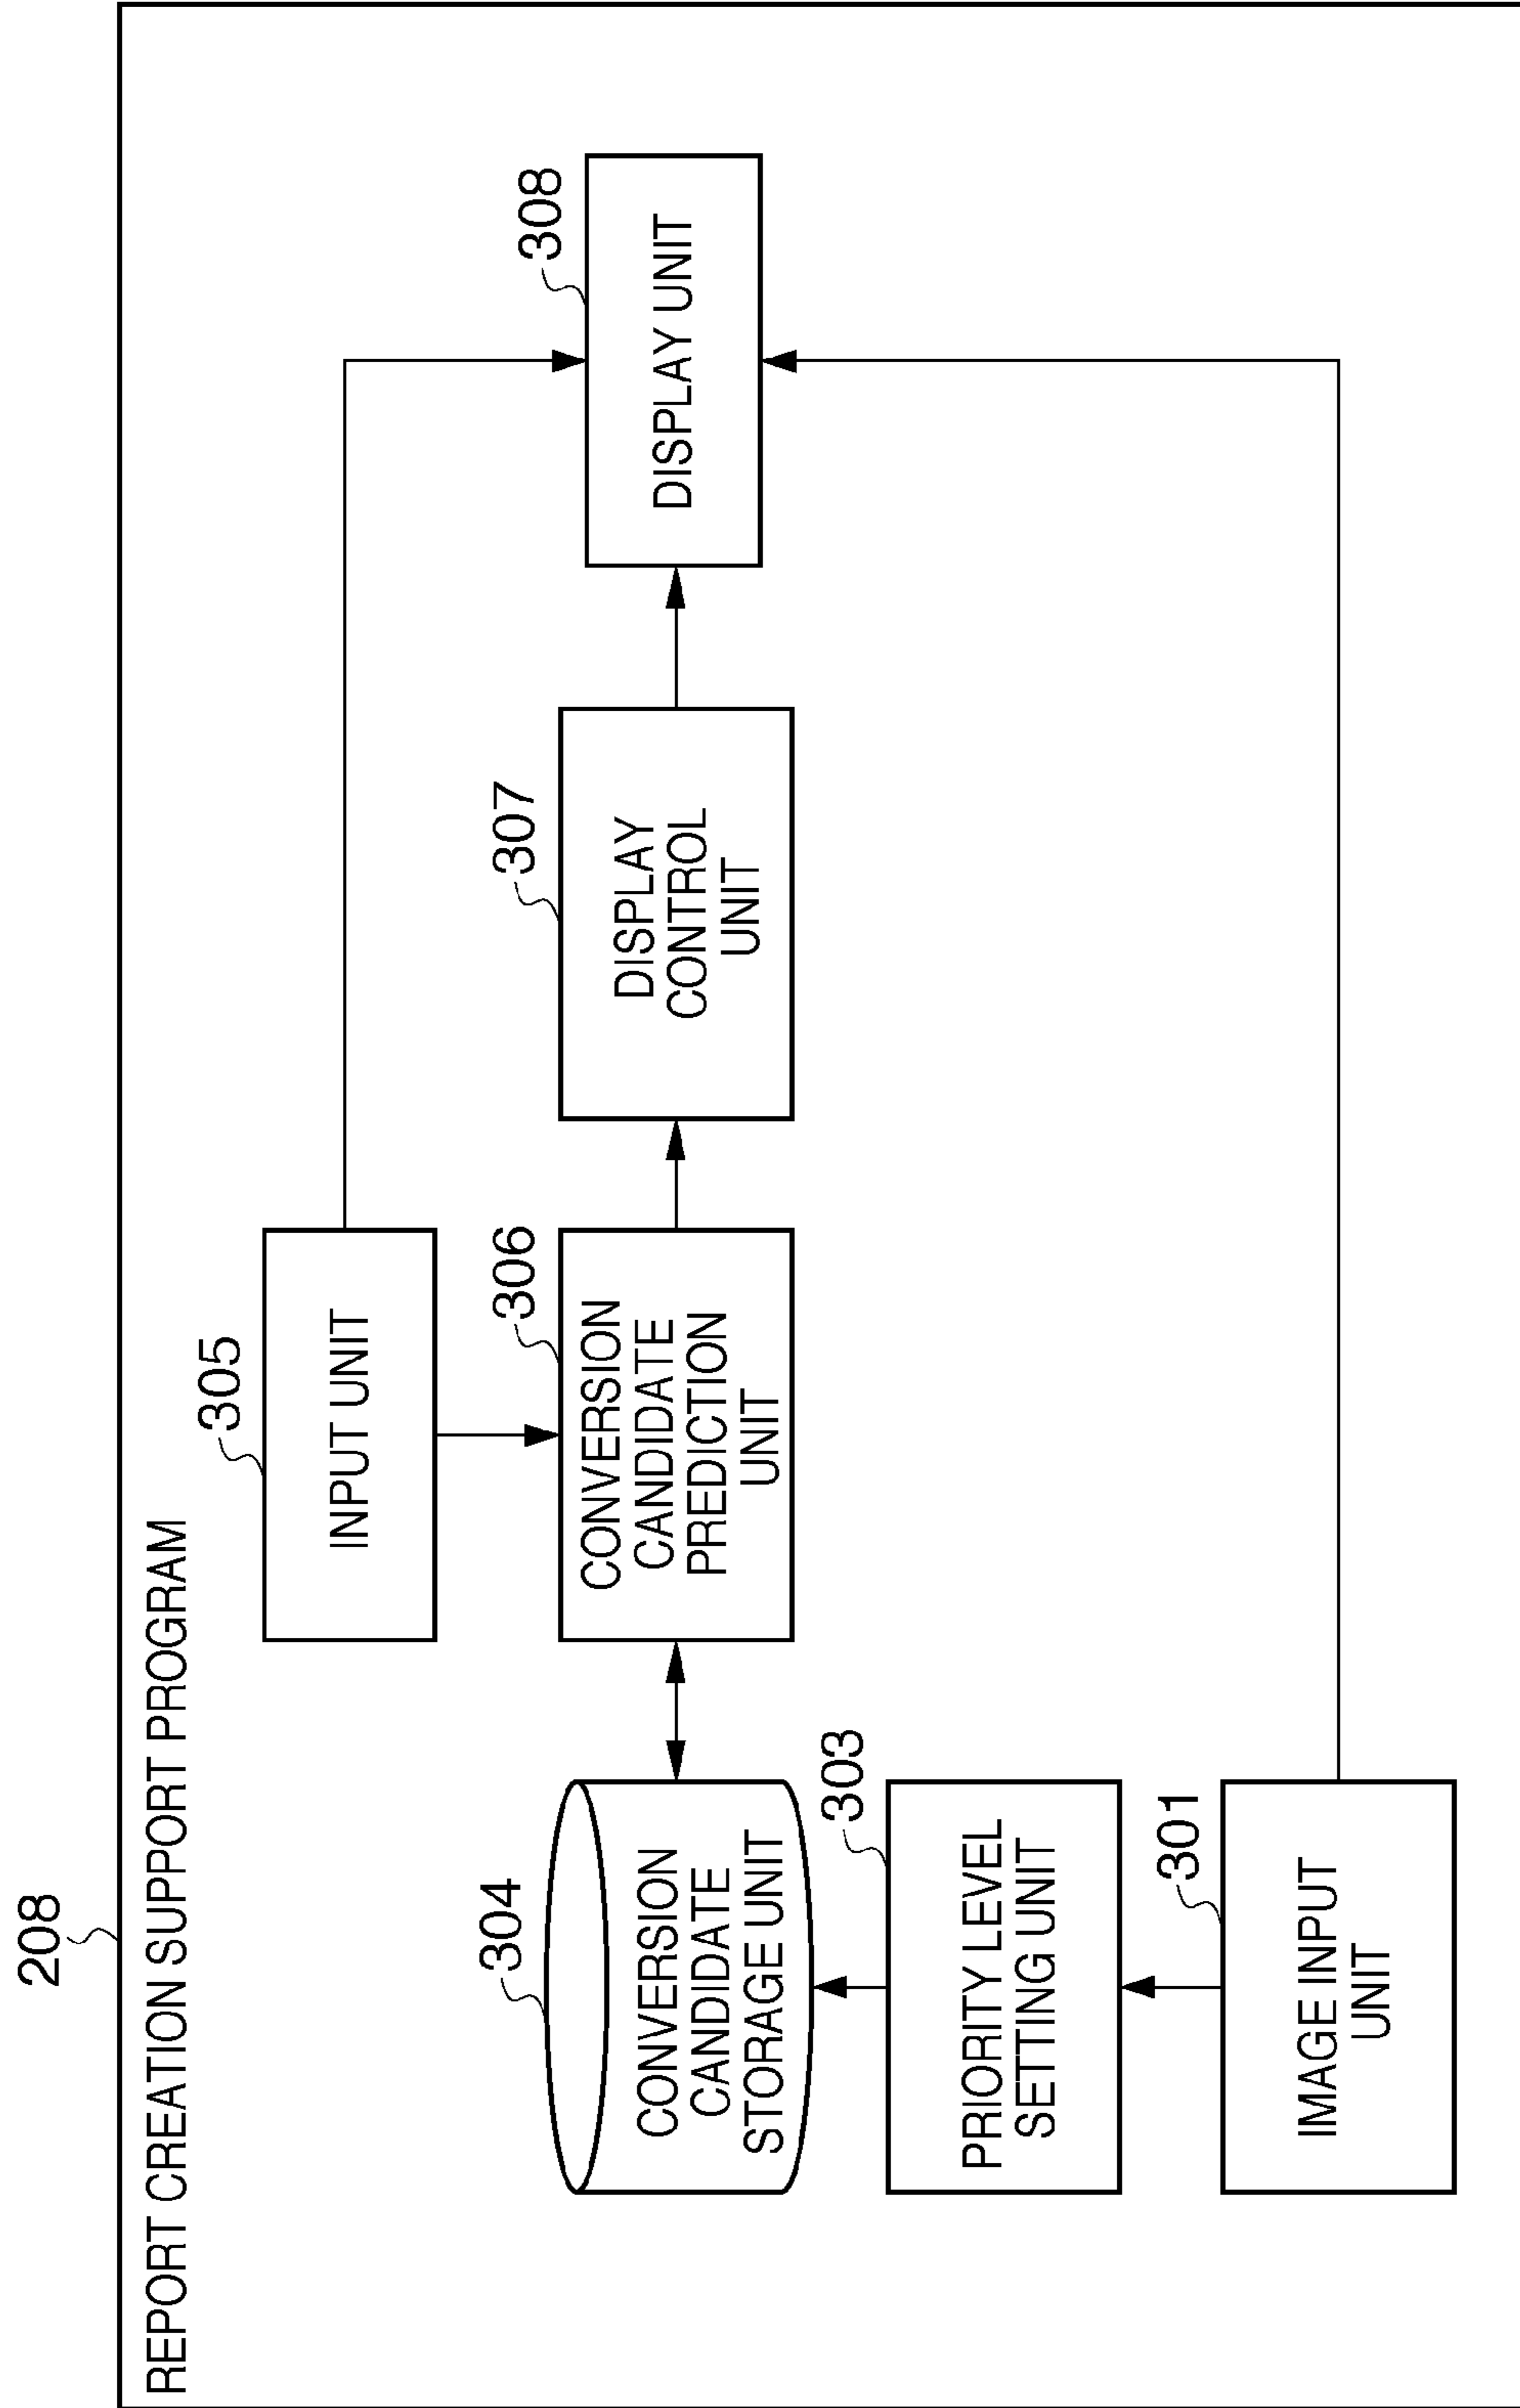 208
REPORT CREATION SUPPORT PROGRAM
305
INPUT UNIT
304
CONVERSION
CANDIDATE
STORAGE UNIT
306
CONVERSION
CANDIDATE
PREDICTION
UNIT
307
DISPLAY
CONTROL
UNIT
308
DISPLAY UNIT
303
PRIORITY LEVEL
SETTING UNIT
301
IMAGE INPUT
UNIT